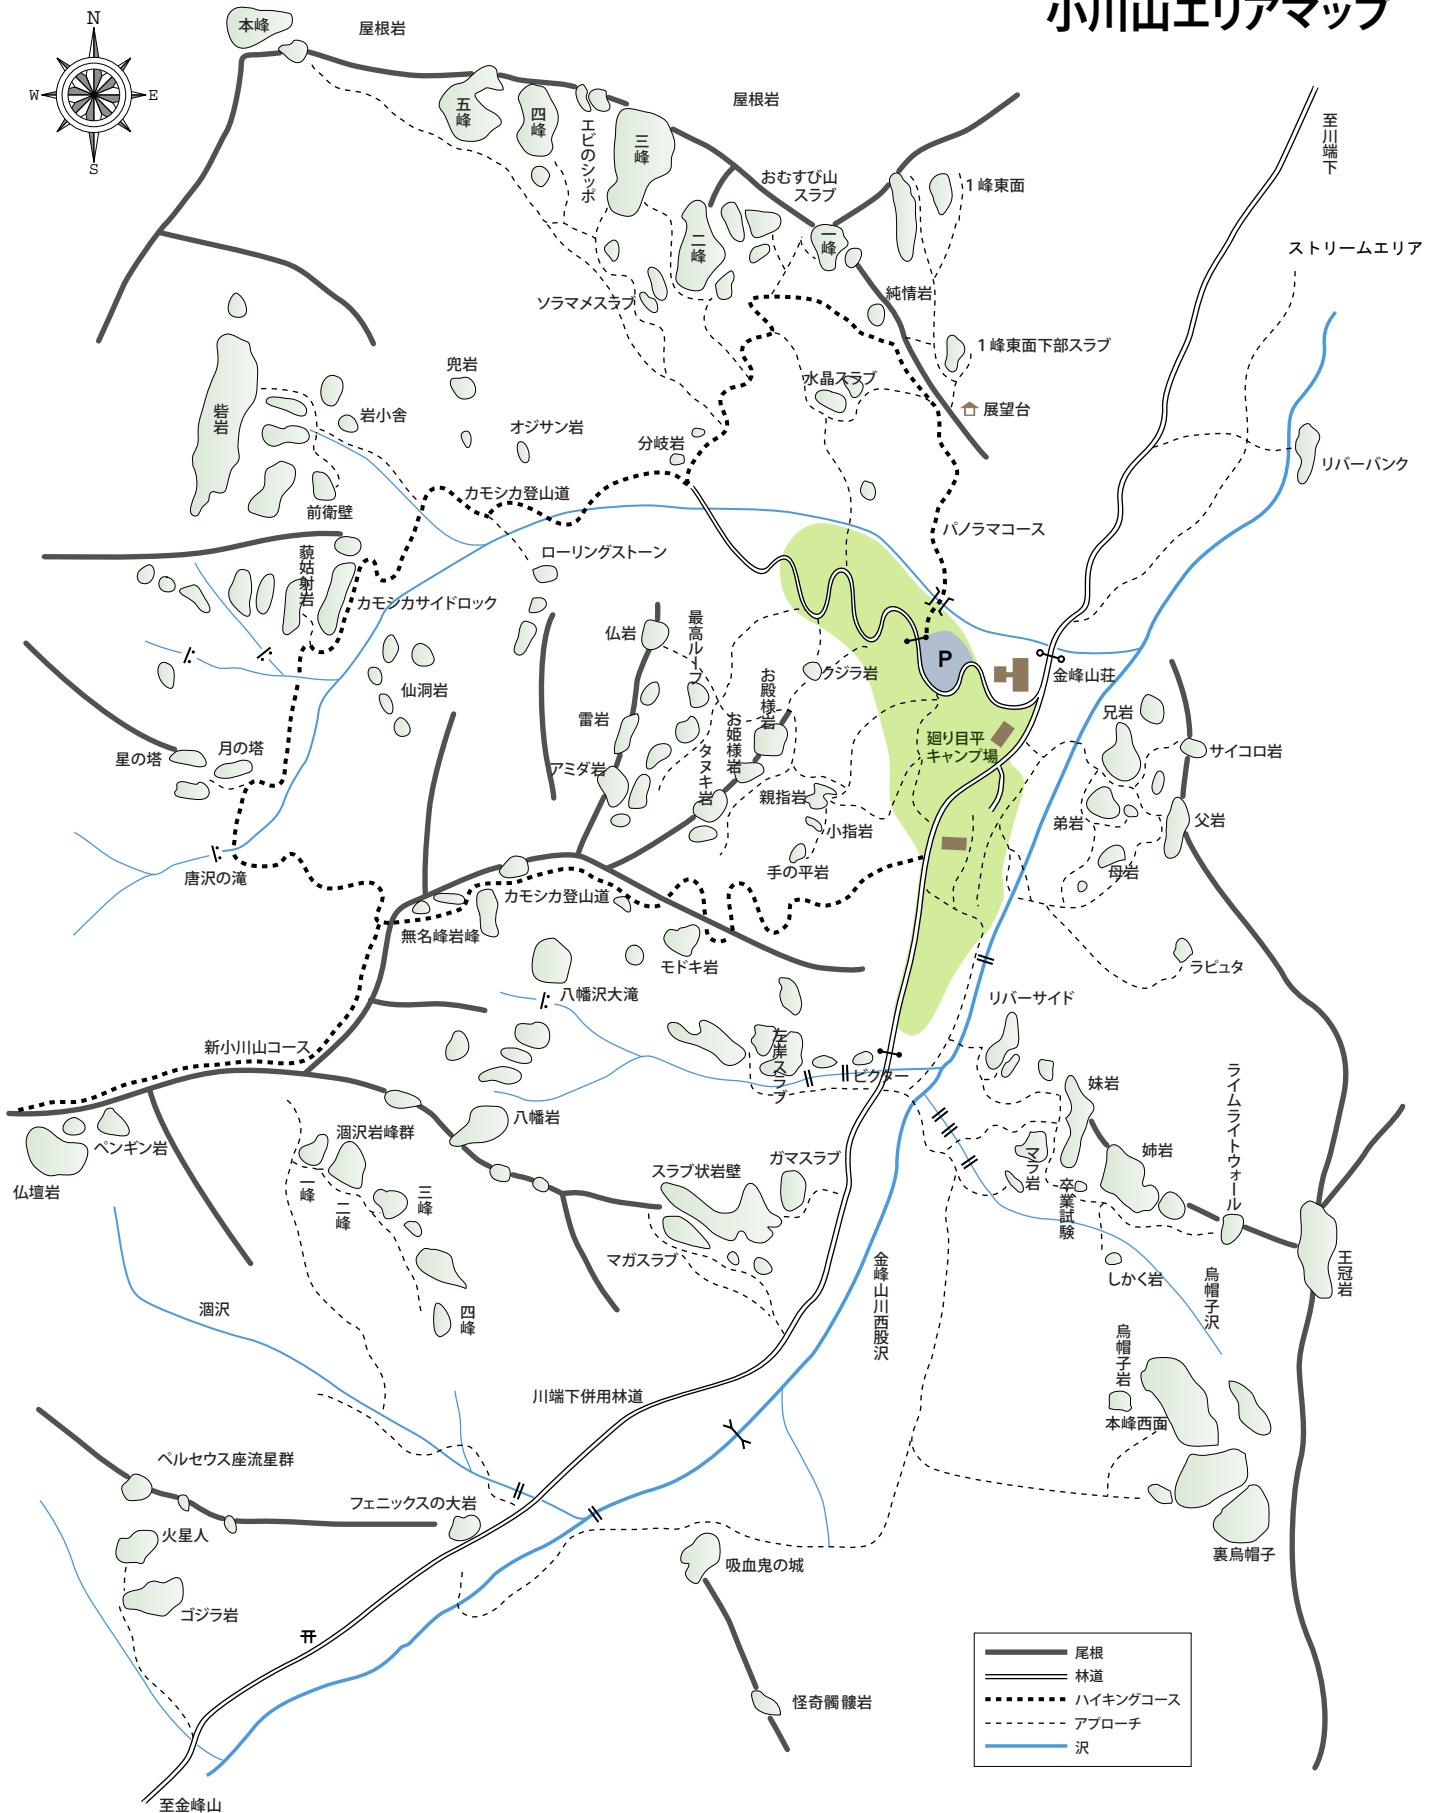 小川山エリアマップ
N
W
E
S
本峰
屋根岩
五峰
四峰
エビのシッポ
三峰
屋根岩
おむすび山
スラブ
一峰
1峰東面
至川端下
ストリームエリア
二峰
ソラマメスラブ
純情岩
1峰東面下部スラブ
水晶スラブ
展望台
兜岩
砦岩
岩小舎
オジサン岩
分岐岩
リバーバンク
カモシカ登山道
前衛壁
パノラマコース
藐姑射岩
ローリングストーン
カモシカサイドロック
仏岩
最高ルーフ
P
金峰山荘
クジラ岩
お殿様岩
仙洞岩
お姫様岩
雷岩
兄岩
廻り目平
キャンプ場
サイコロ岩
星の塔
月の塔
アミダ岩
タヌキ岩
親指岩
小指岩
弟岩
父岩
手の平岩
母岩
唐沢の滝
カモシカ登山道
無名峰岩峰
モドキ岩
ラピュタ
八幡沢大滝
リバーサイド
新小川山コース
左岸スラブ
ビクター
妹岩
ライムライトウォール
八幡岩
ペンギン岩
涸沢岩峰群
仏壇岩
一峰
二峰
三峰
スラブ状岩壁
ガマスラブ
マラ岩
姉岩
卒業試験
マガスラブ
金峰山川西股沢
しかく岩
烏帽子沢
王冠岩
涸沢
四峰
烏帽子岩
川端下併用林道
本峰西面
ペルセウス座流星群
フェニックスの大岩
火星人
吸血鬼の城
裏烏帽子
ゴジラ岩
怪奇髑髏岩
尾根
林道
ハイキングコース
アプローチ
沢
至金峰山